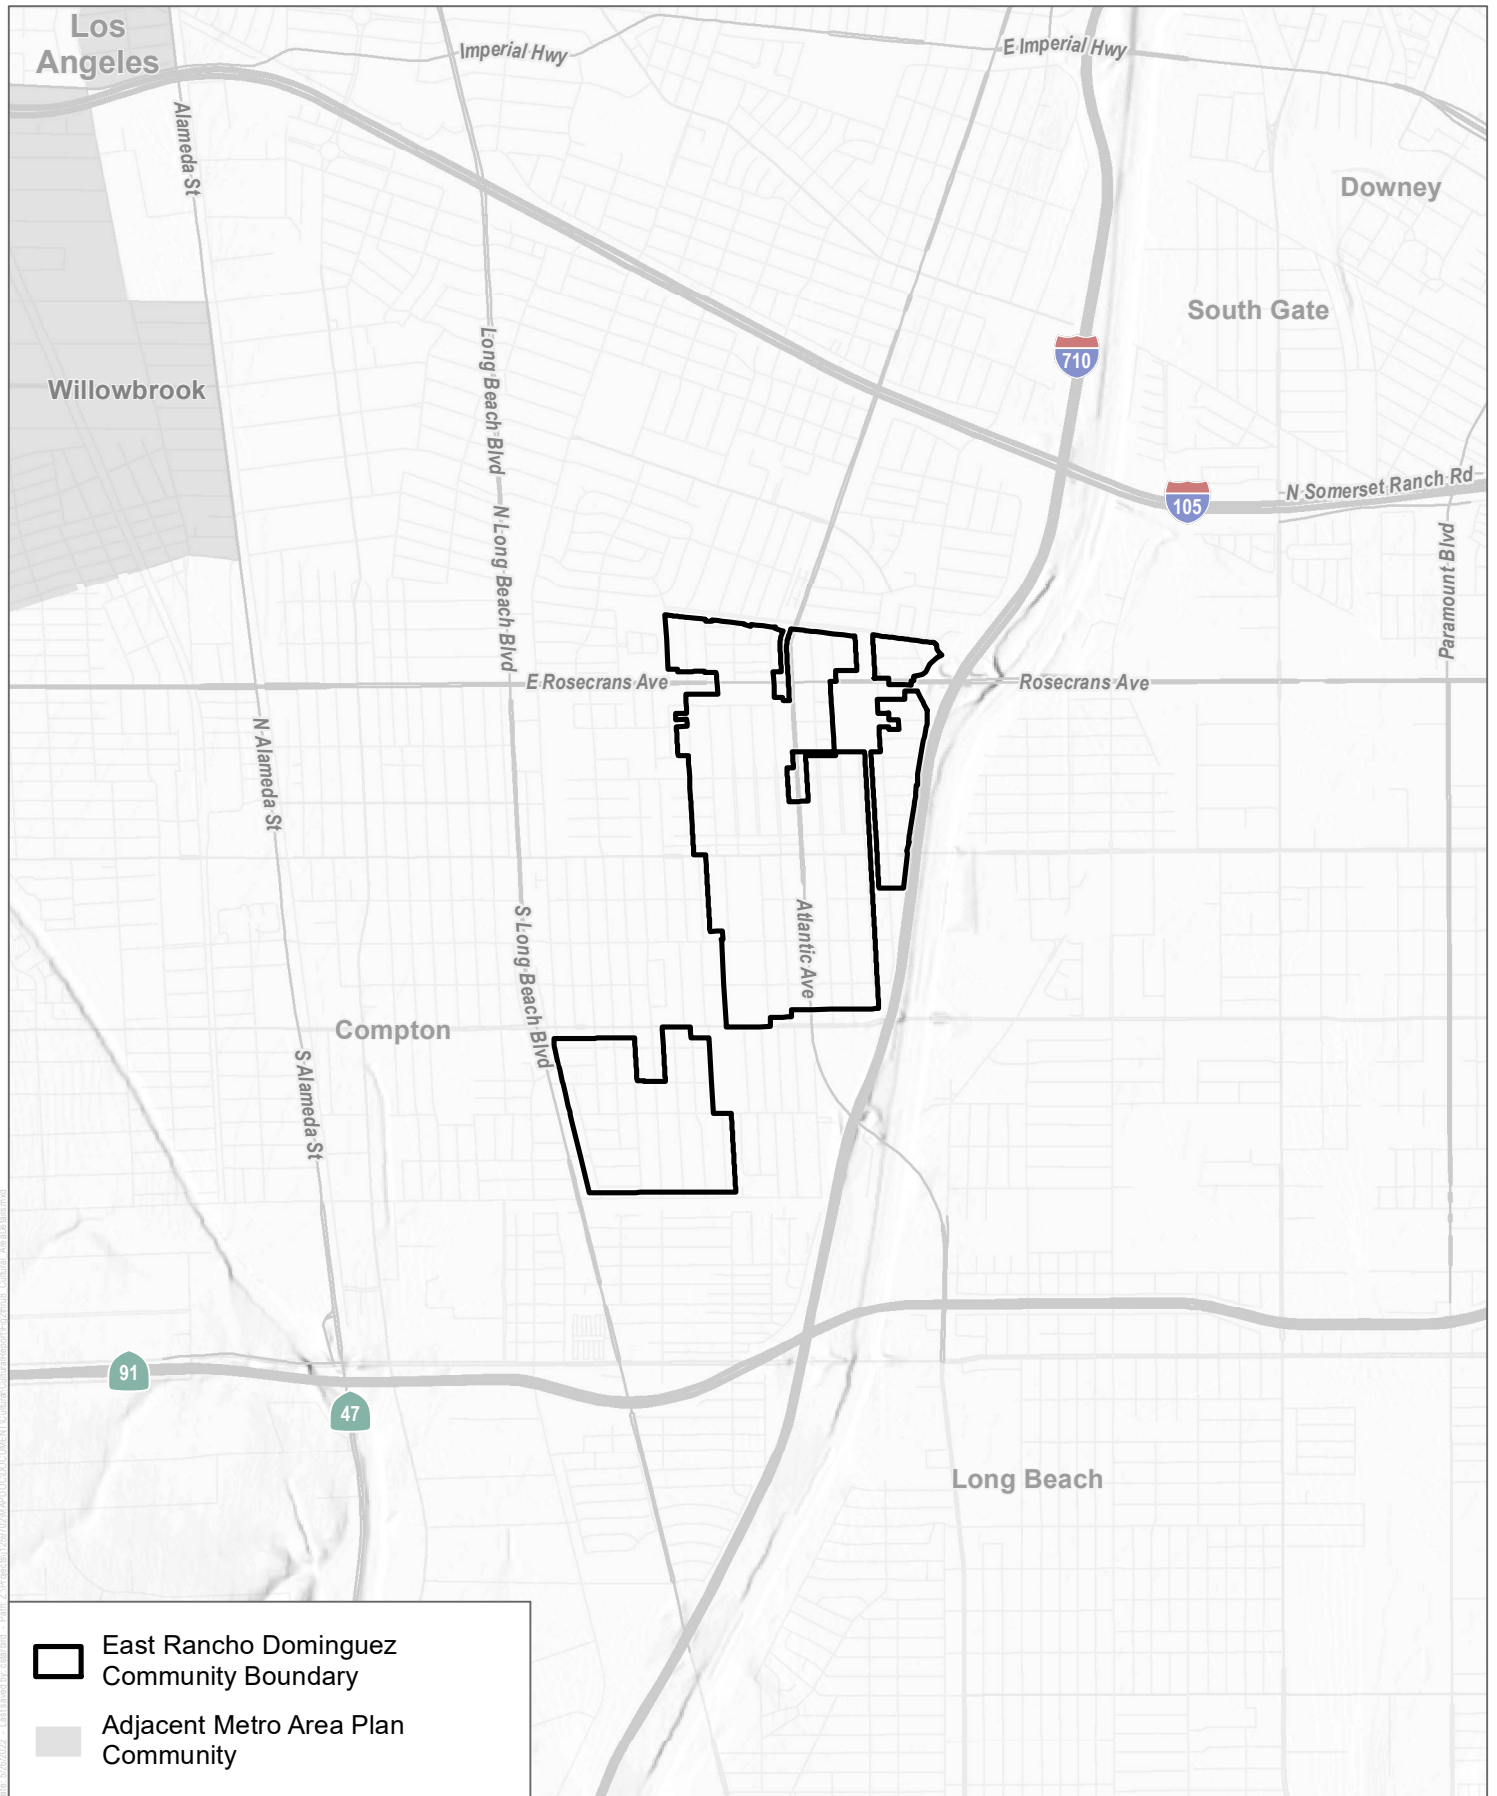 Los
Angeles
Imperial Hwy
E Imperial Hwy
Alameda St
Downey
South Gate
710
Long Beach Blvd
Willowbrook
N Somerset Ranch Rd
105
N Long Beach Blvd
Paramount Blvd
E Rosecrans Ave
Rosecrans Ave
N Alameda St
Atlantic Ave
S Long Beach Blvd
Compton
S Alameda St
91
47
Long Beach
East Rancho Dominguez
Community Boundary
Adjacent Metro Area Plan
Community